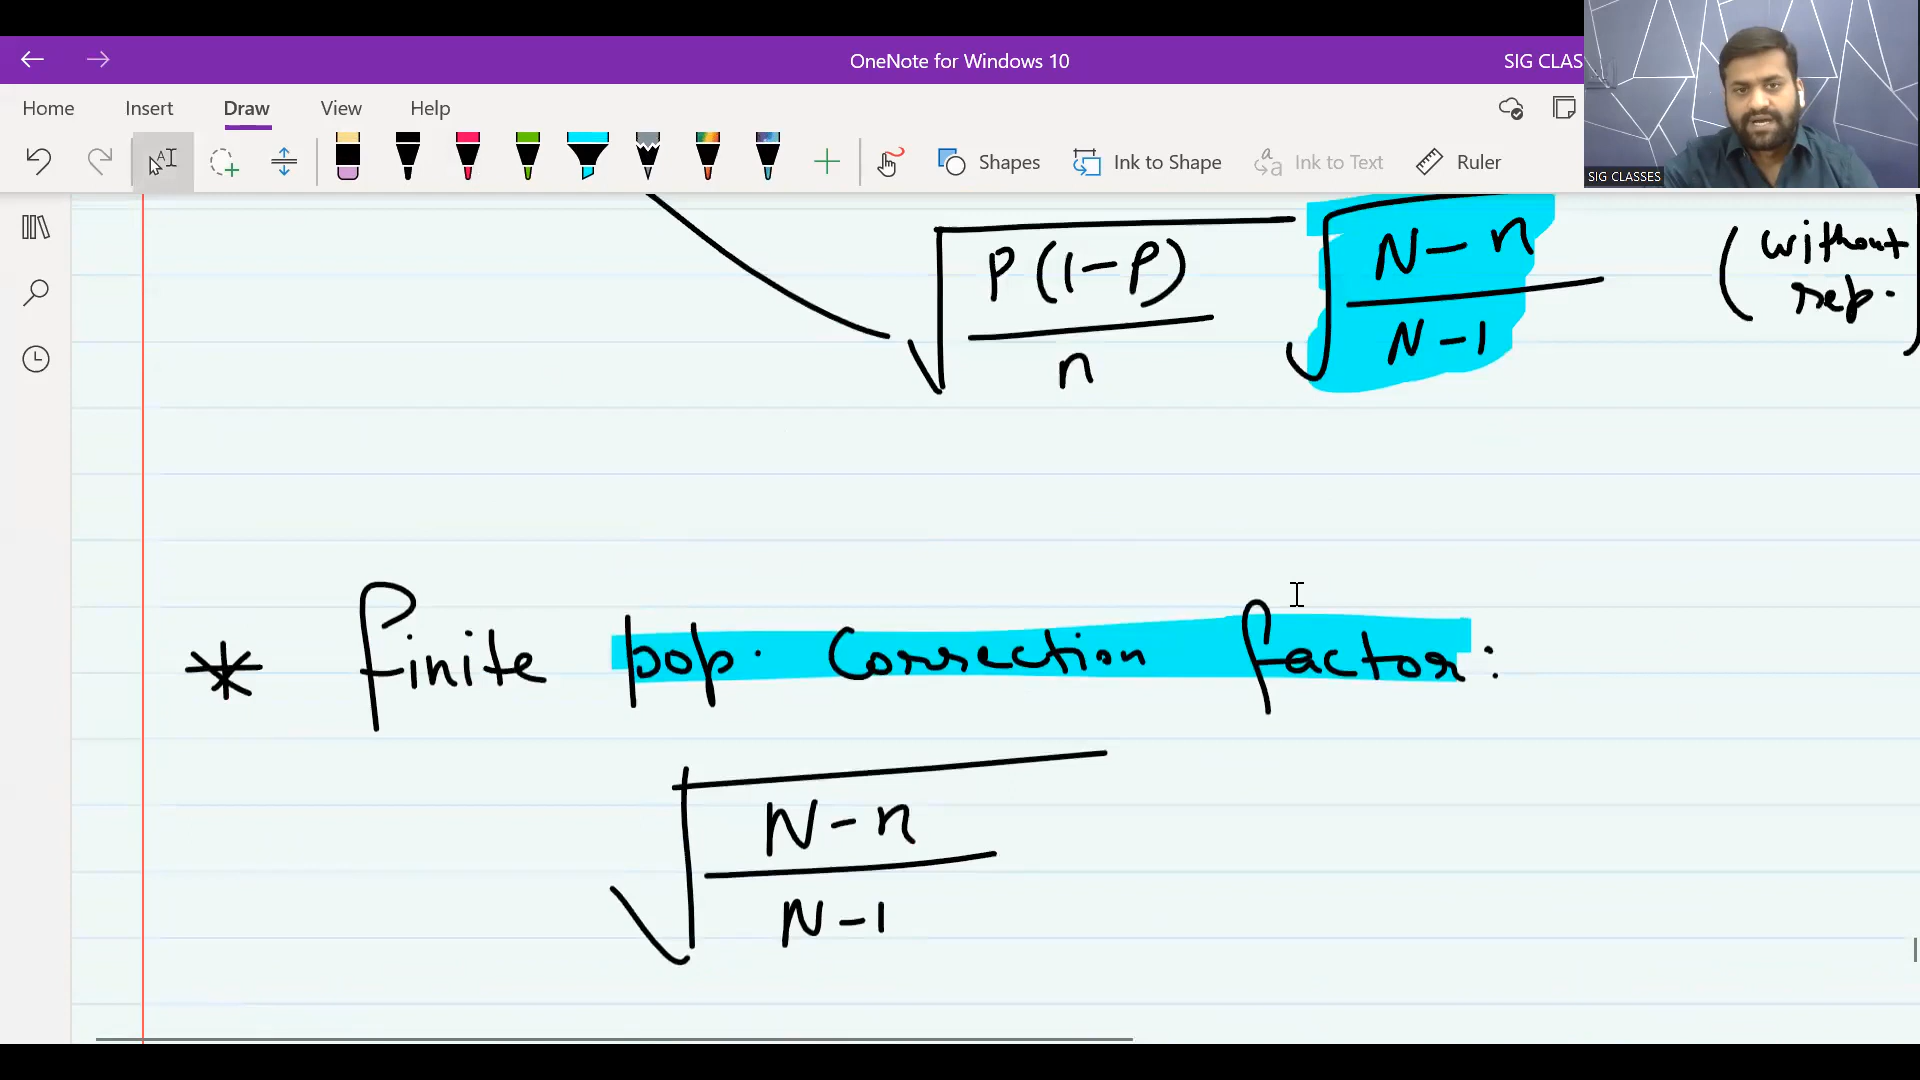 OneNote for Windows 10
SIG CLAS
Home Insert Draw View Help
Shapes Ink to Shape Ink to Text Ruler
SIG CLASSES
√(P(1-P)/n) √(N-n/N-1) (without rep.)
* Finite pop. Correction factor:
√(N-n/N-1)